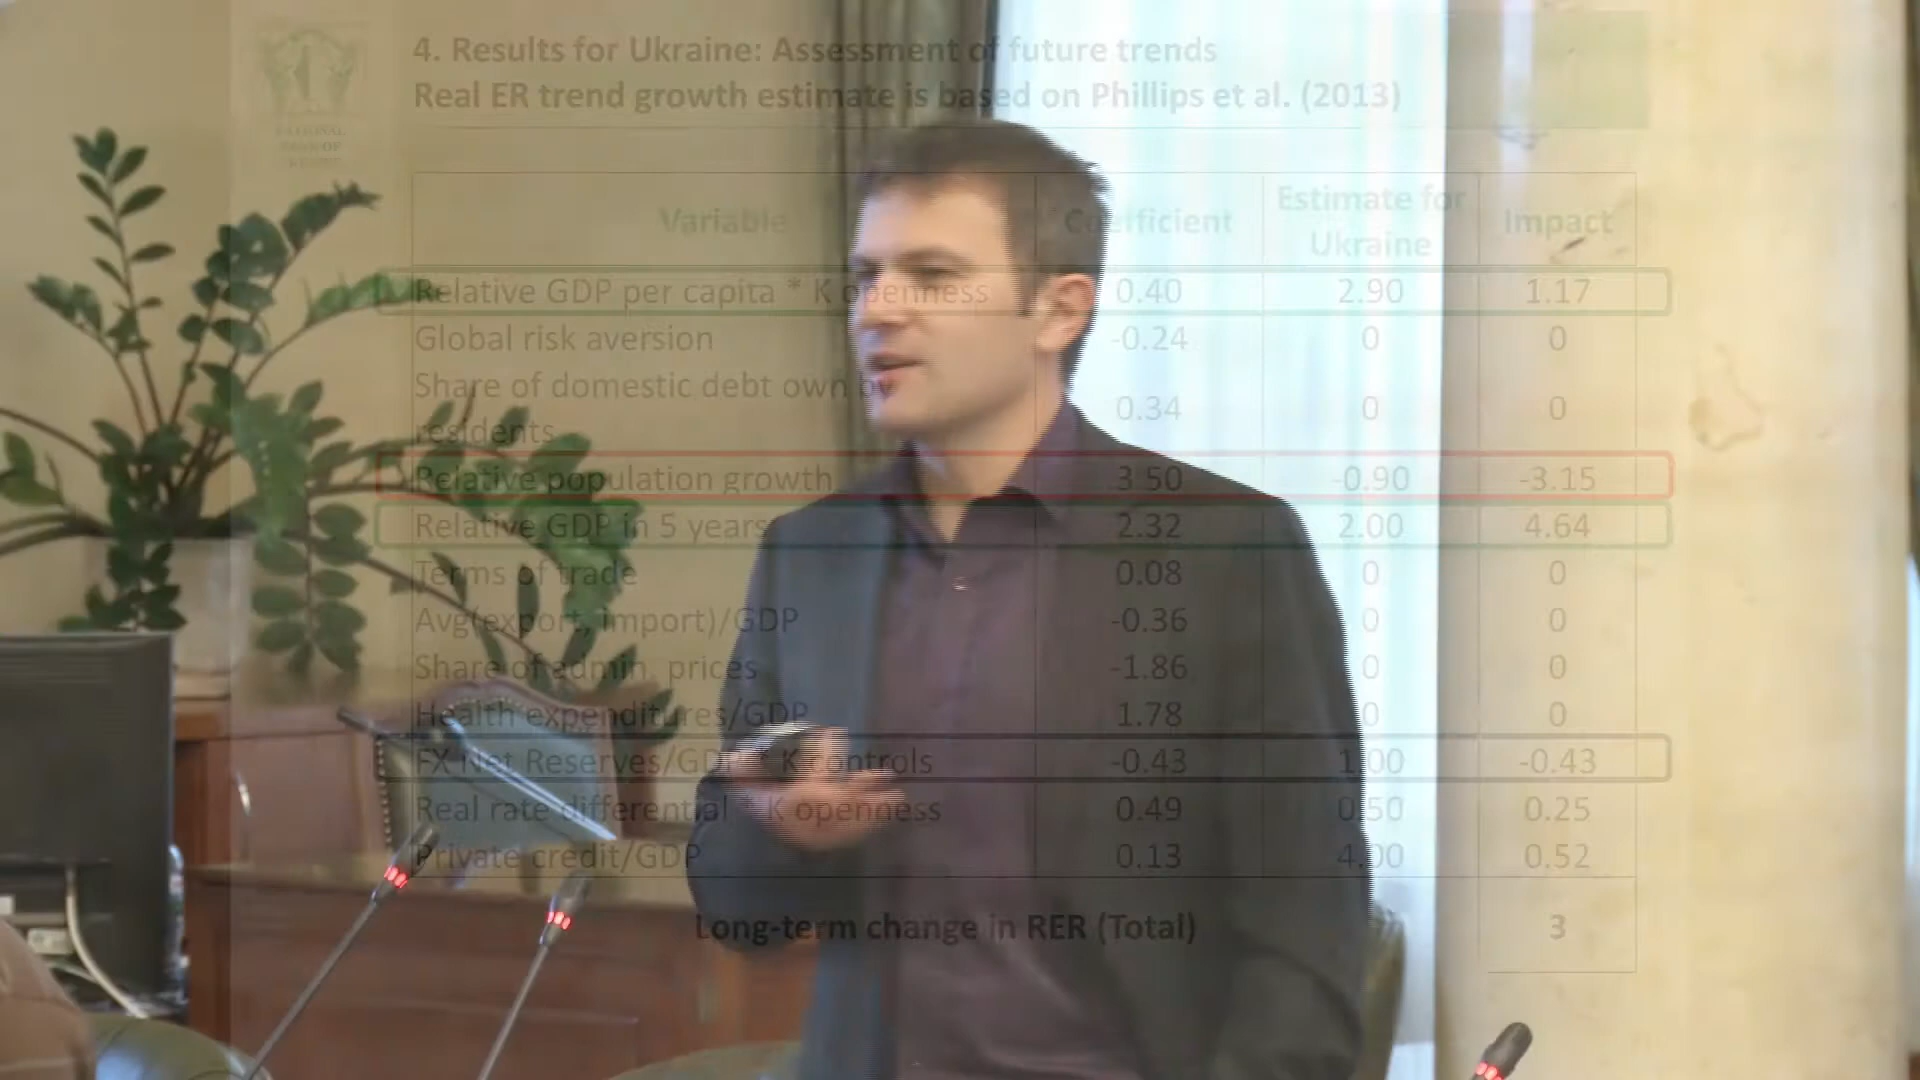 4. Results for Ukraine: Assessment of future trends
Real ER trend growth estimate is based on Phillips et al. (2013)
NATIONAL
BANK OF
UKRAINE
Variable Coefficient Estimate for Ukraine Impact
Relative GDP per capita * K openness 0.40 2.90 1.17
Global risk aversion -0.24 0 0
Share of domestic debt own by
residents 0.34 0 0
Relative population growth 3.50 -0.90 -3.15
Relative GDP in 5 years 2.32 2.00 4.64
Terms of trade 0.08 0 0
Avg(export, import)/GDP -0.36 0 0
Share of admin. prices -1.86 0 0
Health expenditures/GDP 1.78 0 0
FX Net Reserves/GDP * K controls -0.43 1.00 -0.43
Real rate differential * K openness 0.49 0.50 0.25
Private credit/GDP 0.13 4.00 0.52
Long-term change in RER (Total) 3